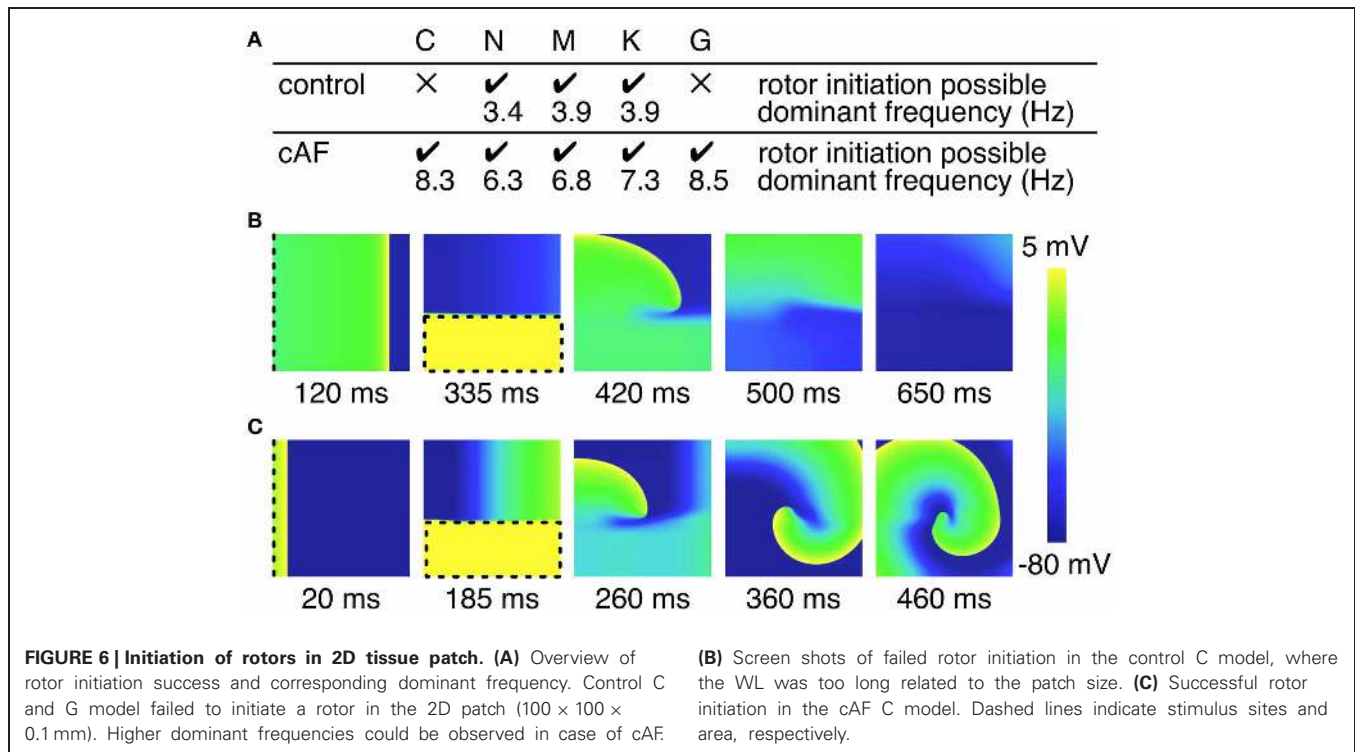 A
C N M K G
control × ✔ ✔ ✔ × rotor initiation possible
3.4 3.9 3.9 dominant frequency (Hz)
cAF ✔ ✔ ✔ ✔ ✔ rotor initiation possible
8.3 6.3 6.8 7.3 8.5 dominant frequency (Hz)
B
5 mV
120 ms 335 ms 420 ms 500 ms 650 ms
C
-80 mV
20 ms 185 ms 260 ms 360 ms 460 ms
FIGURE 6 | Initiation of rotors in 2D tissue patch. (A) Overview of
rotor initiation success and corresponding dominant frequency. Control C
and G model failed to initiate a rotor in the 2D patch (100 × 100 ×
0.1 mm). Higher dominant frequencies could be observed in case of cAF.
(B) Screen shots of failed rotor initiation in the control C model, where
the WL was too long related to the patch size. (C) Successful rotor
initiation in the cAF C model. Dashed lines indicate stimulus sites and
area, respectively.